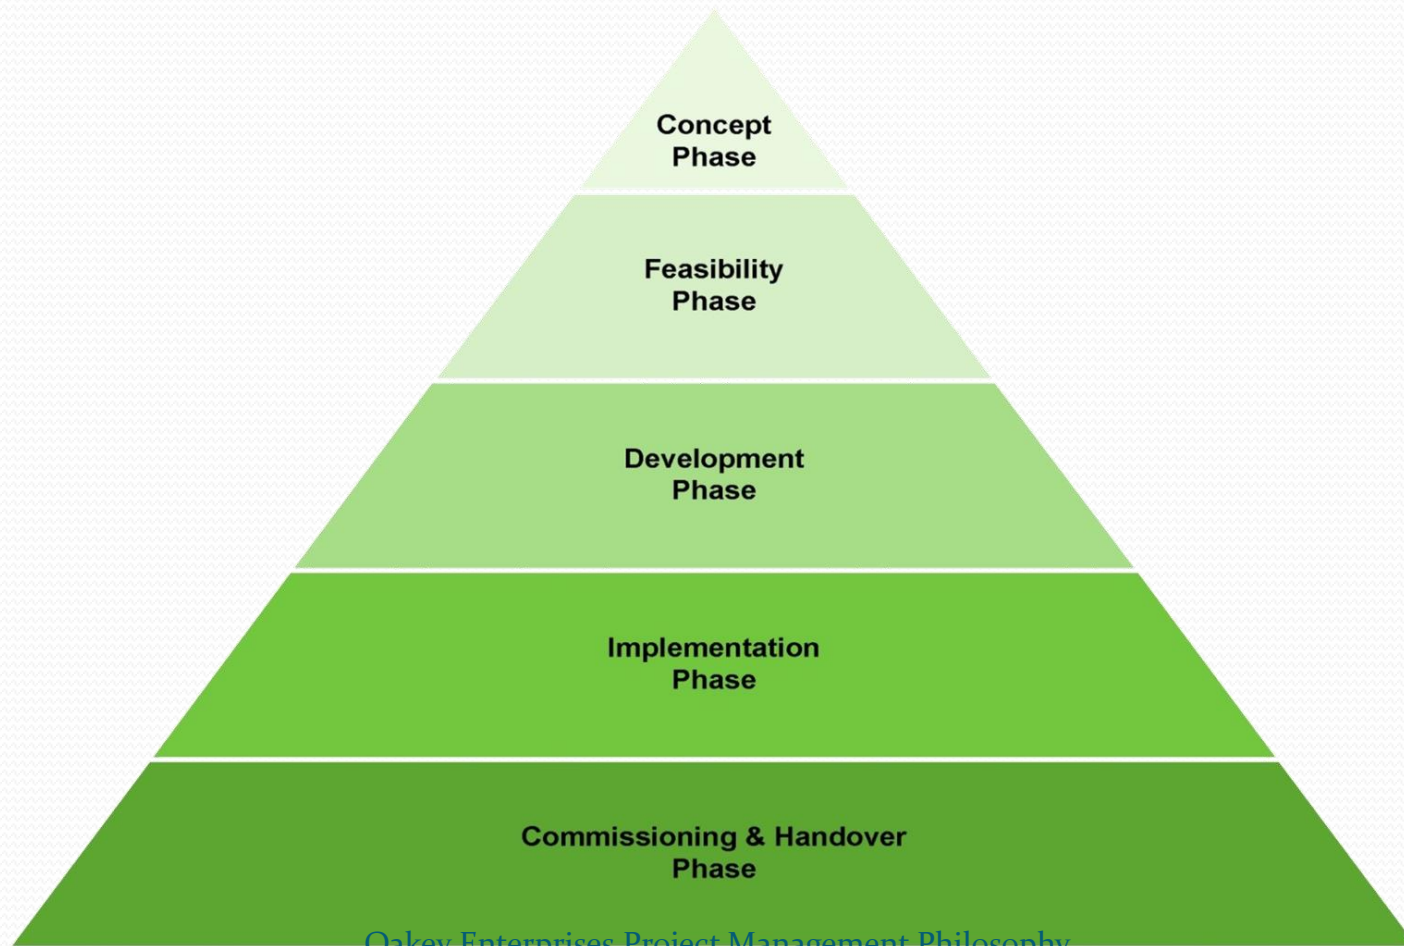 Concept
Phase
Feasibility
Phase
Development
Phase
Implementation
Phase
Commissioning & Handover
Phase
Oakey Enterprises Project Management Philosophy